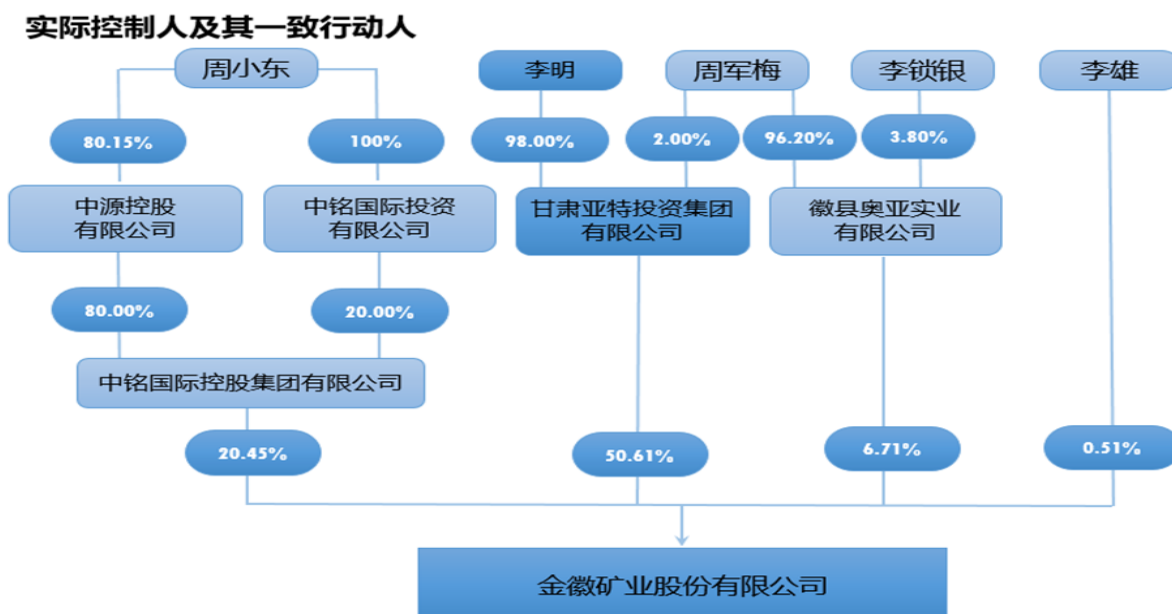 实际控制人及其一致行动人
周小东
李明
周军梅
李锁银
李雄
80.15%
100%
98.00%
2.00%
96.20%
3.80%
中源控股
有限公司
中铭国际投资
有限公司
甘肃亚特投资集团
有限公司
徽县奥亚实业
有限公司
80.00%
20.00%
中铭国际控股集团有限公司
20.45%
50.61%
6.71%
0.51%
金徽矿业股份有限公司